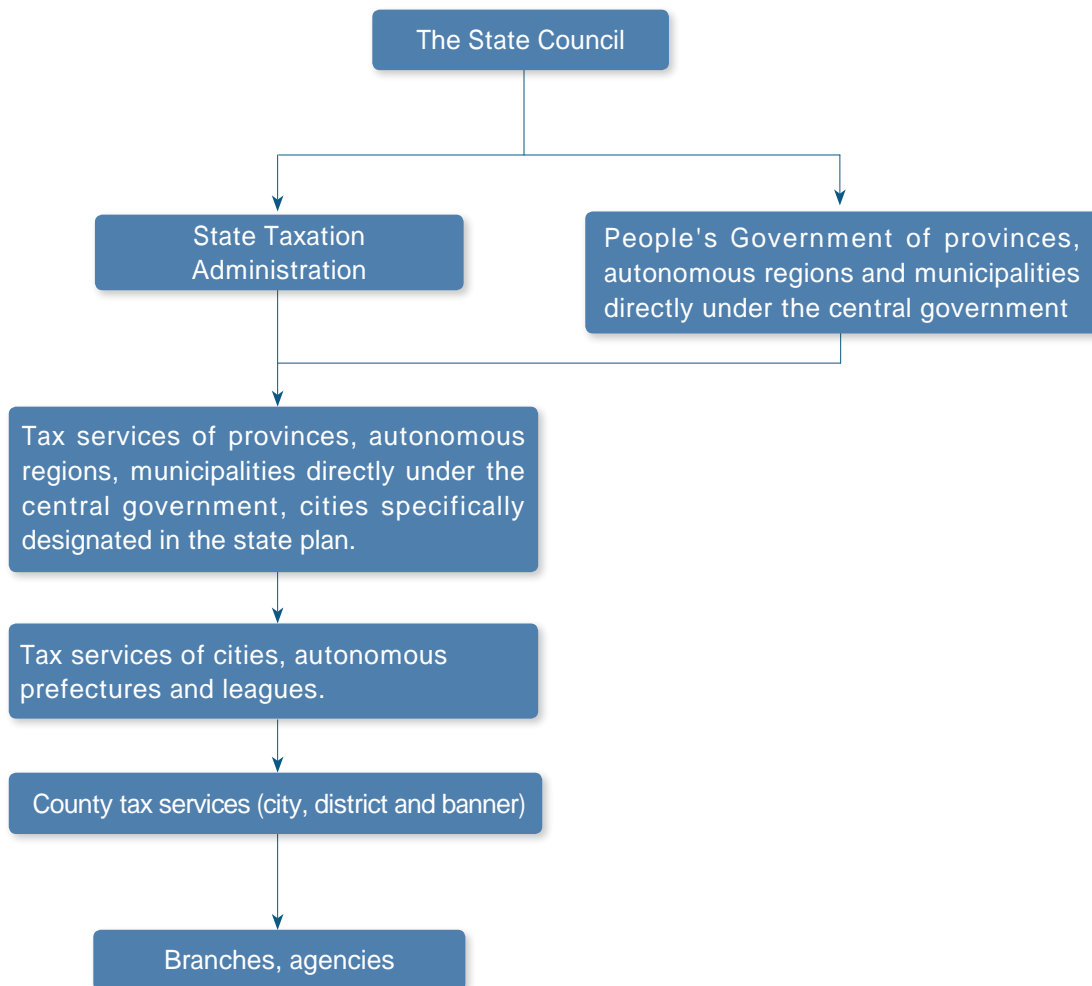 The State Council
State Taxation
Administration
People's Government of provinces,
autonomous regions and municipalities
directly under the central government
Tax services of provinces, autonomous
regions, municipalities directly under the
central government, cities specifically
designated in the state plan.
Tax services of cities, autonomous
prefectures and leagues.
County tax services (city, district and banner)
Branches, agencies